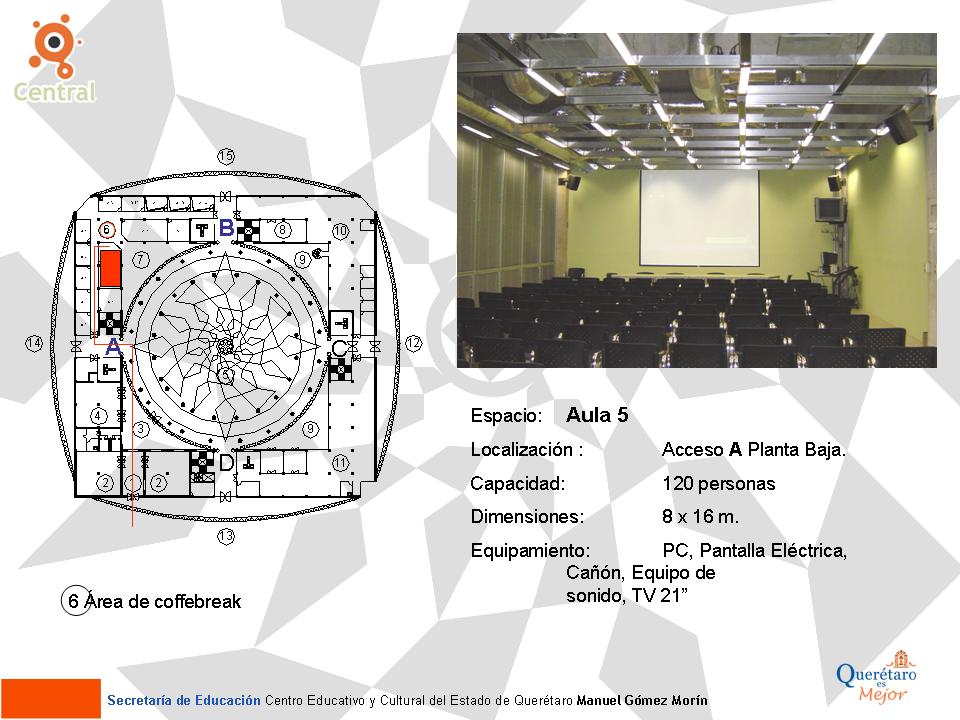 Central
15
B
6
8
10
7
9
14
A
C
12
5
4
3
9
D
11
2
1
2
13
6 Área de coffebreak
Espacio: Aula 5
Localización : Acceso A Planta Baja.
Capacidad: 120 personas
Dimensiones: 8 x 16 m.
Equipamiento: PC, Pantalla Eléctrica,
Cañón, Equipo de
sonido, TV 21”
Secretaría de Educación Centro Educativo y Cultural del Estado de Querétaro Manuel Gómez Morín
Querétaro
es
Mejor